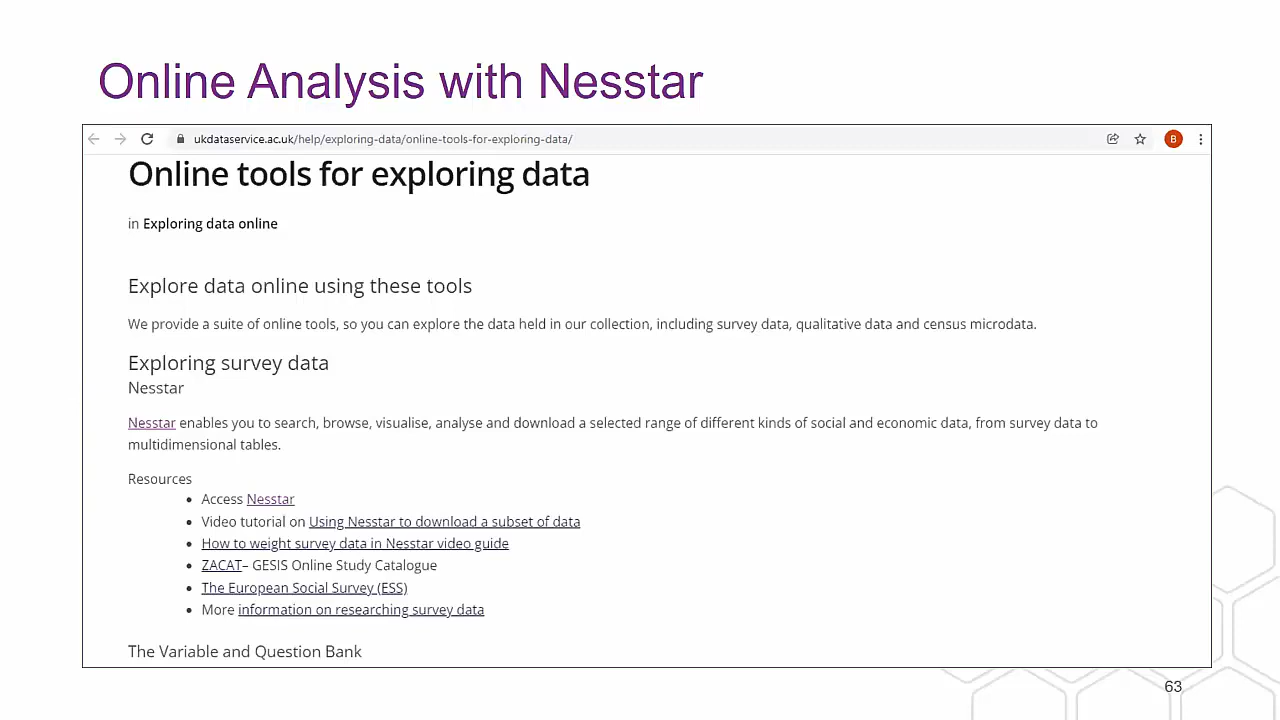 Online Analysis with Nesstar
ukdataservice.ac.uk/help/exploring-data/online-tools-for-exploring-data/
B
Online tools for exploring data
in Exploring data online
Explore data online using these tools
We provide a suite of online tools, so you can explore the data held in our collection, including survey data, qualitative data and census microdata.
Exploring survey data
Nesstar
Nesstar enables you to search, browse, visualise, analyse and download a selected range of different kinds of social and economic data, from survey data to
multidimensional tables.
Resources
• Access Nesstar
• Video tutorial on Using Nesstar to download a subset of data
• How to weight survey data in Nesstar video guide
• ZACAT– GESIS Online Study Catalogue
• The European Social Survey (ESS)
• More information on researching survey data
The Variable and Question Bank
63